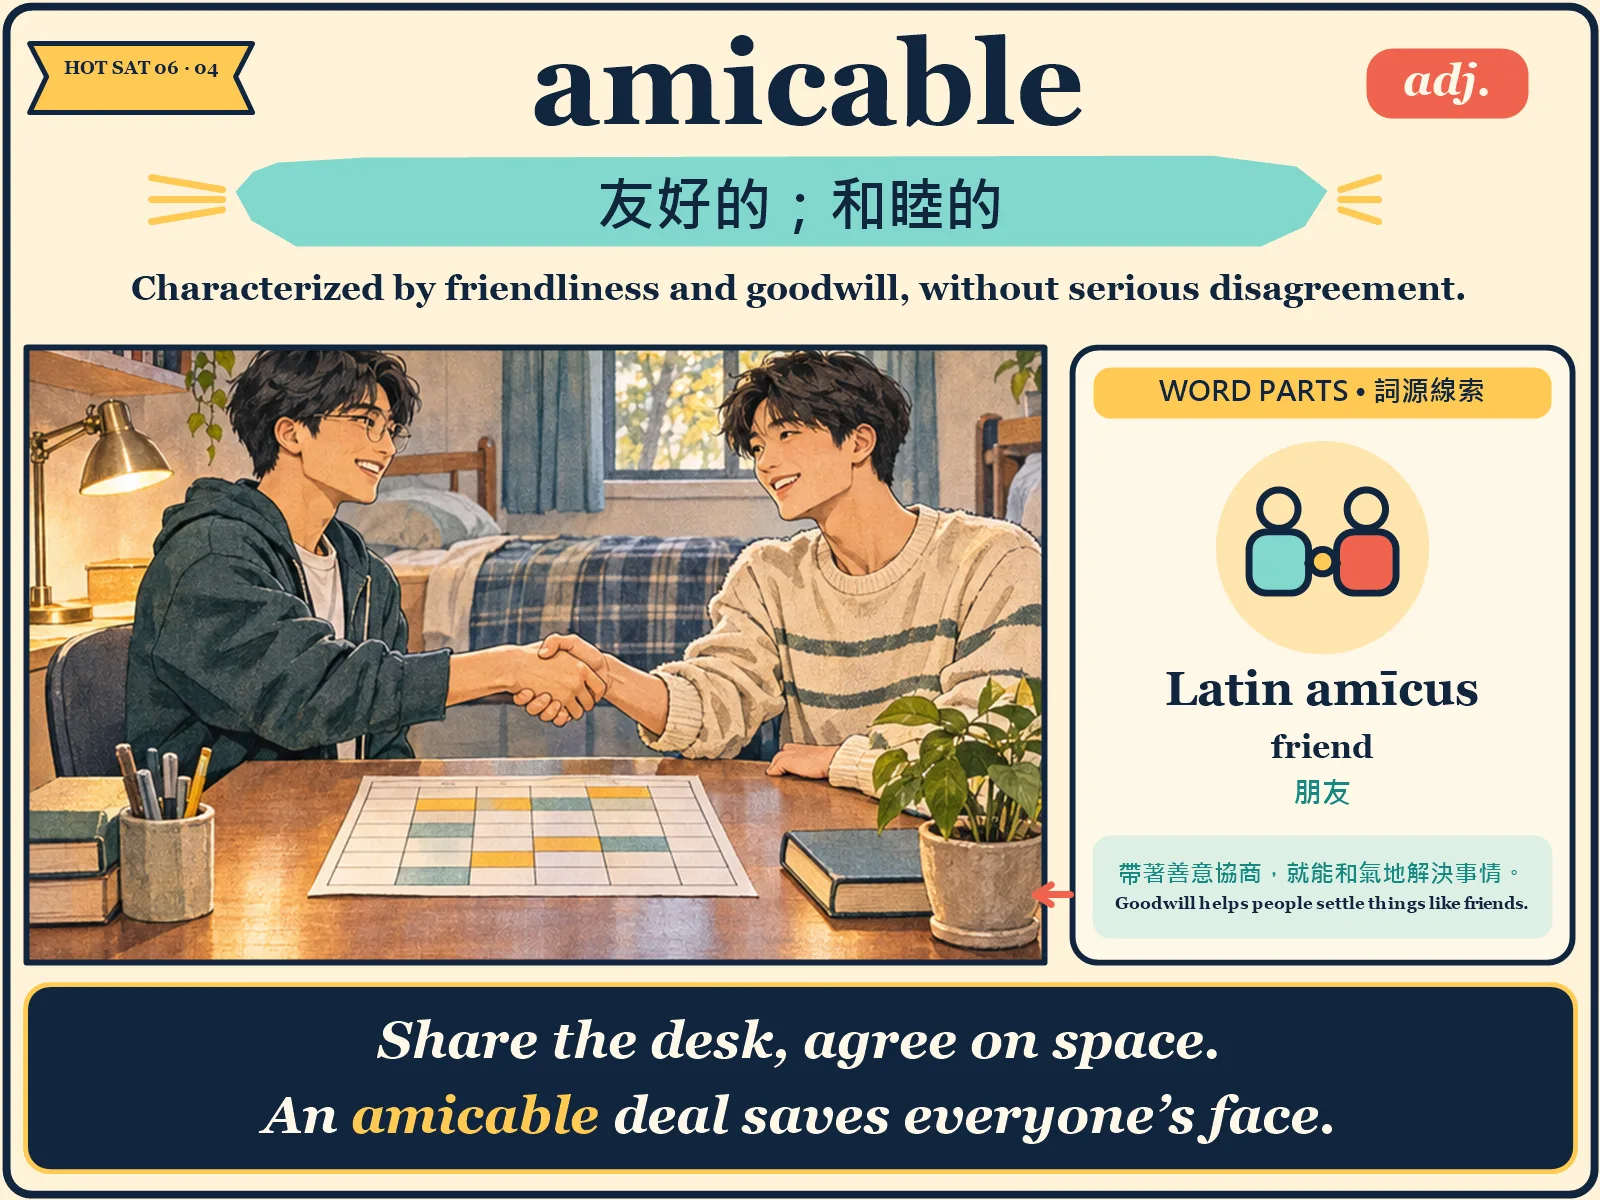 HOT SAT 06 · 04
amicable
adj.
友好的；和睦的
Characterized by friendliness and goodwill, without serious disagreement.
WORD PARTS • 詞源線索
Latin amīcus
friend
朋友
帶著善意協商，就能和氣地解決事情。
Goodwill helps people settle things like friends.
Share the desk, agree on space.
An amicable deal saves everyone’s face.